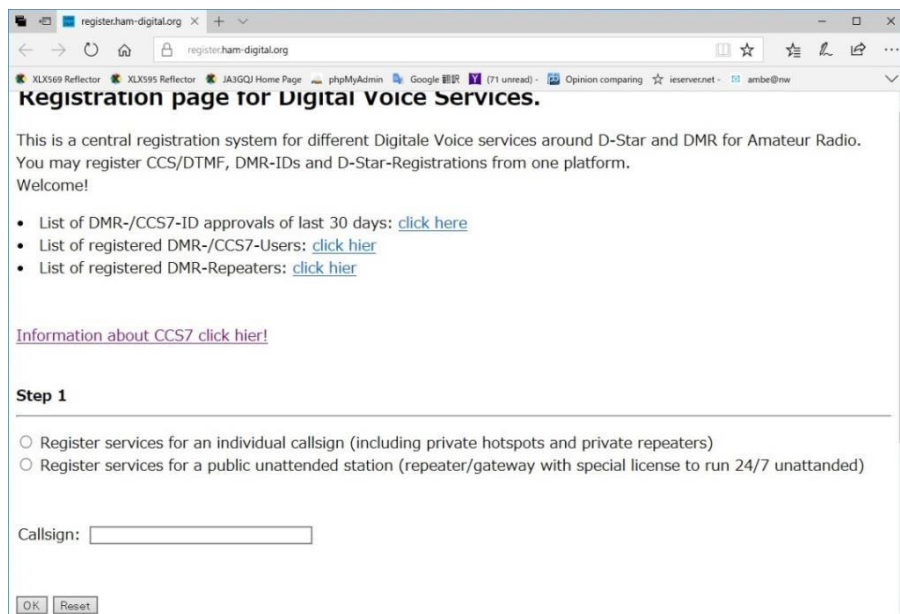 register.ham-digital.org
register.ham-digital.org
XLX569 Reflector XLX595 Reflector JA3GQJ Home Page phpMyAdmin Google 翻訳 (71 unread) - Opinion comparing ieserver.net - ambe@nw
Registration page for Digital Voice Services.
This is a central registration system for different Digitale Voice services around D-Star and DMR for Amateur Radio.
You may register CCS/DTMF, DMR-IDs and D-Star-Registrations from one platform.
Welcome!
• List of DMR-/CCS7-ID approvals of last 30 days: click here
• List of registered DMR-/CCS7-Users: click hier
• List of registered DMR-Repeaters: click hier
Information about CCS7 click hier!
Step 1
Register services for an individual callsign (including private hotspots and private repeaters)
Register services for a public unattended station (repeater/gateway with special license to run 24/7 unattanded)
Callsign:
OK Reset